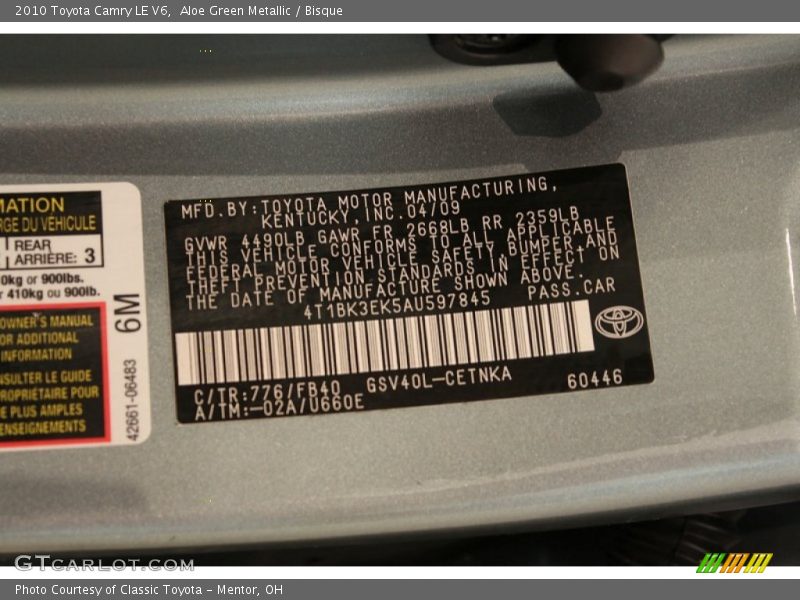 2010 Toyota Camry LE V6,  Aloe Green Metallic / Bisque
MATION
RGE DU VÉHICULE
REAR
ARRIÈRE: 3
0kg or 900lbs.
r 410kg ou 900lb.
OWNER'S MANUAL
OR ADDITIONAL
INFORMATION
NSULTER LE GUIDE
PROPRIÉTAIRE POUR
E PLUS AMPLES
ENSEIGNEMENTS
6M
42661-06483
MFD.BY:TOYOTA MOTOR MANUFACTURING,
KENTUCKY,INC.04/09
GVWR 4490LB GAWR FR 2668LB RR 2359LB
THIS VEHICLE CONFORMS TO ALL APPLICABLE
FEDERAL MOTOR VEHICLE SAFETY,BUMPER,AND
THEFT PREVENTION STANDARDS IN EFFECT ON
THE DATE OF MANUFACTURE SHOWN ABOVE.
4T1BK3EK5AU597845 PASS.CAR
C/TR:776/FB40 GSV40L-CETNKA
A/TM:-02A/U660E 60446
TOYOTA
GTCARLOT.COM
Photo Courtesy of Classic Toyota - Mentor, OH